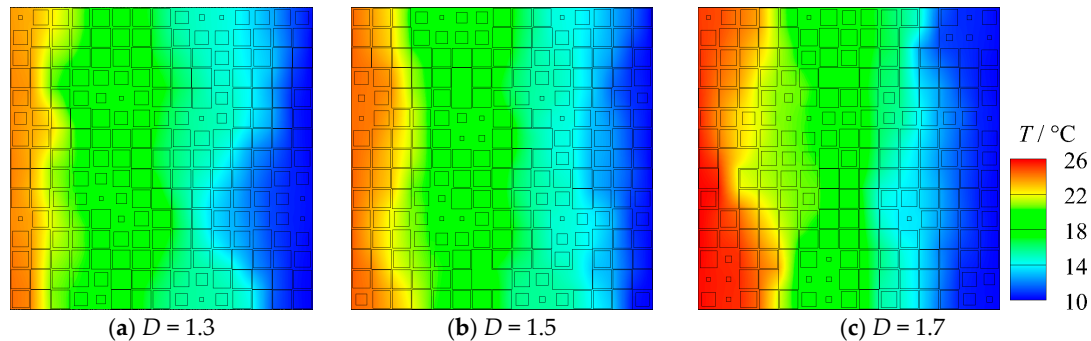 T / °C
26
22
18
14
10
(a) D = 1.3
(b) D = 1.5
(c) D = 1.7